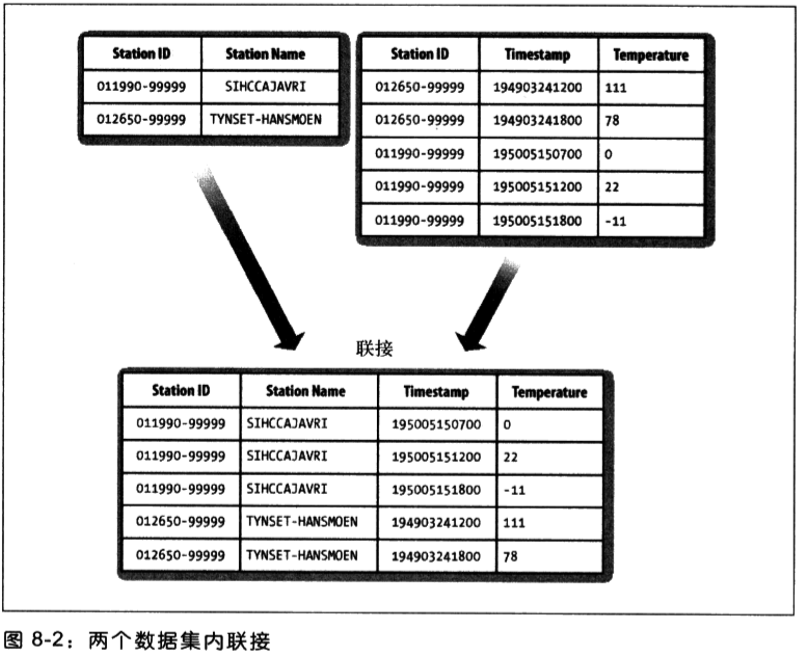 Station ID Station Name
011990-99999 SIHCCAJAVRI
012650-99999 TYNSET-HANSMOEN
Station ID Timestamp Temperature
012650-99999 194903241200 111
012650-99999 194903241800 78
011990-99999 195005150700 0
011990-99999 195005151200 22
011990-99999 195005151800 -11
联接
Station ID Station Name Timestamp Temperature
011990-99999 SIHCCAJAVRI 195005150700 0
011990-99999 SIHCCAJAVRI 195005151200 22
011990-99999 SIHCCAJAVRI 195005151800 -11
012650-99999 TYNSET-HANSMOEN 194903241200 111
012650-99999 TYNSET-HANSMOEN 194903241800 78
图 8-2：两个数据集内联接